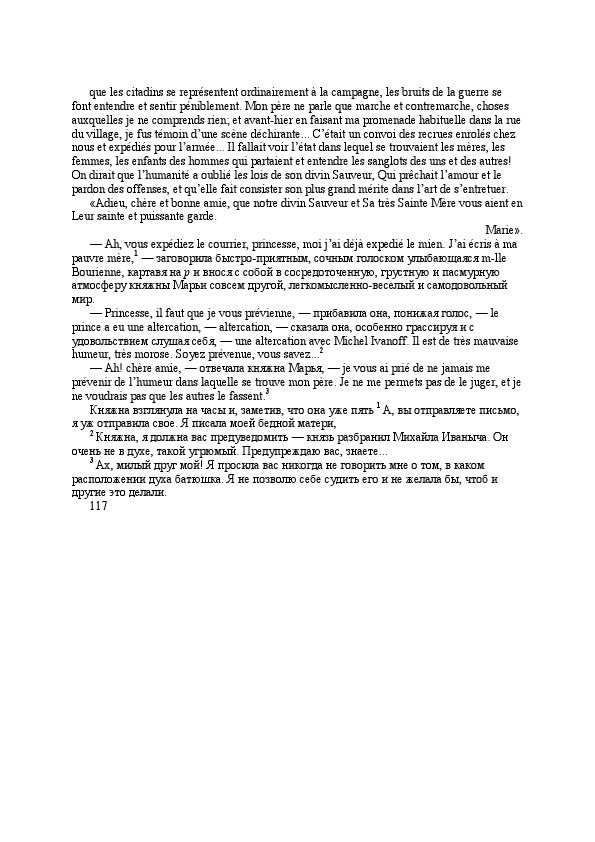 que les citadins se représentent ordinairement à la campagne, les bruits de la guerre se
font entendre et sentir péniblement. Mon père ne parle que marche et contremarche, choses
auxquelles je ne comprends rien; et avant-hier en faisant ma promenade habituelle dans la rue
du village, je fus témoin d’une scène déchirante... C’était un convoi des recrues enrolés chez
nous et expédiés pour l’armée... Il fallait voir l’état dans lequel se trouvaient les mères, les
femmes, les enfants des hommes qui partaient et entendre les sanglots des uns et des autres!
On dirait que l’humanité a oublié les lois de son divin Sauveur, Qui prêchait l’amour et le
pardon des offenses, et qu’elle fait consister son plus grand mérite dans l’art de s’entretuer.
«Adieu, chère et bonne amie, que notre divin Sauveur et Sa très Sainte Mère vous aient en
Leur sainte et puissante garde.
Marie».
— Ah, vous expédiez le courrier, princesse, moi j’ai déjà expedié le mien. J’ai écris à ma
pauvre mère,1 — заговорила быстро-приятным, сочным голоском улыбающаяся m-lle
Bourienne, картавя на р и внося с собой в сосредоточенную, грустную и пасмурную
атмосферу княжны Марьи совсем другой, легкомысленно-веселый и самодовольный
мир.
— Princesse, il faut que je vous prévienne, — прибавила она, понижая голос, — le
prince a eu une altercation, — altercation, — сказала она, особенно грассируя и с
удовольствием слушая себя, — une altercation avec Michel Ivanoff. Il est de très mauvaise
humeur, très morose. Soyez prévenue, vous savez...2
— Ah! chère amie, — отвечала княжна Марья, — je vous ai prié de ne jamais me
prévenir de l’humeur dans laquelle se trouve mon père. Je ne me permets pas de le juger, et je
ne voudrais pas que les autres le fassent.3
Княжна взглянула на часы и, заметив, что она уже пять 1 А, вы отправляете письмо,
я уж отправила свое. Я писала моей бедной матери,
2 Княжна, я должна вас предуведомить — князь разбранил Михайла Иваныча. Он
очень не в духе, такой угрюмый. Предупреждаю вас, знаете...
3 Ах, милый друг мой! Я просила вас никогда не говорить мне о том, в каком
расположении духа батюшка. Я не позволю себе судить его и не желала бы, чтоб и
другие это делали.
117